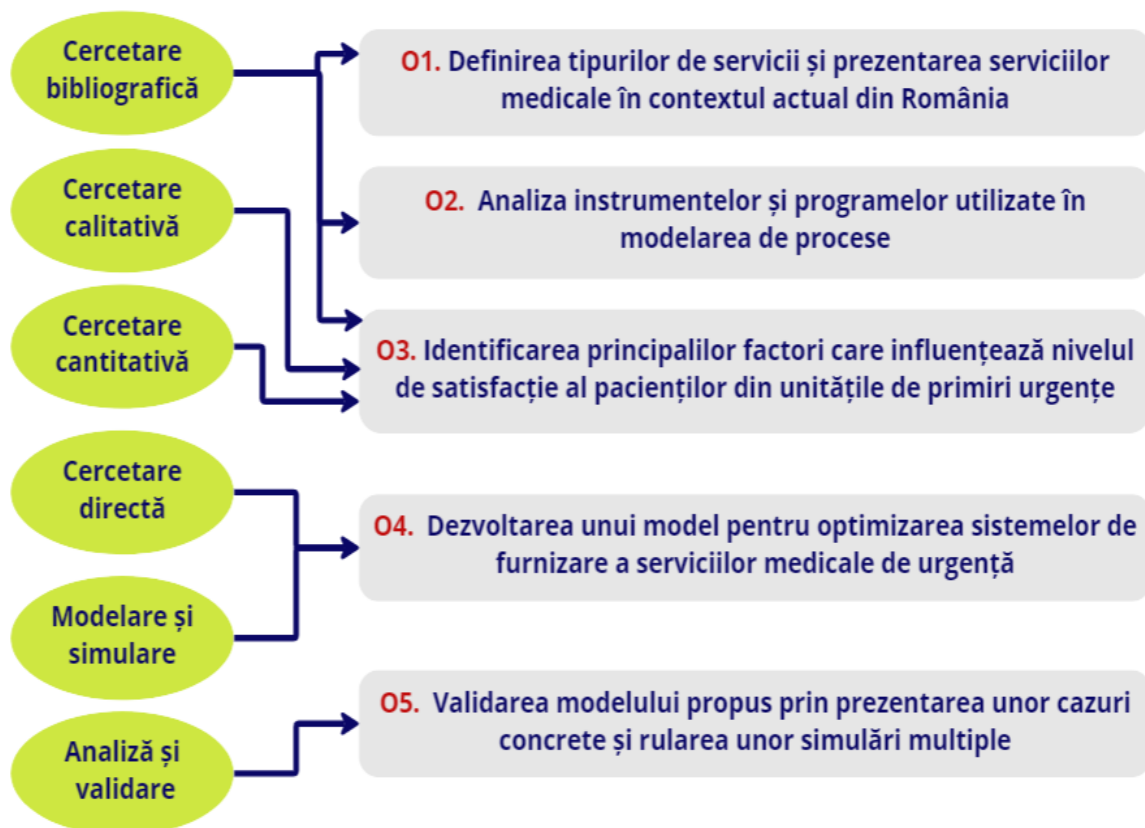 Cercetare
bibliografică
O1. Definirea tipurilor de servicii și prezentarea serviciilor
medicale în contextul actual din România
Cercetare
calitativă
O2. Analiza instrumentelor și programelor utilizate în
modelarea de procese
Cercetare
cantitativă
O3. Identificarea principalilor factori care influențează nivelul
de satisfacție al pacienților din unitățile de primiri urgențe
Cercetare
directă
O4. Dezvoltarea unui model pentru optimizarea sistemelor de
furnizare a serviciilor medicale de urgență
Modelare și
simulare
O5. Validarea modelului propus prin prezentarea unor cazuri
concrete și rularea unor simulări multiple
Analiză și
validare